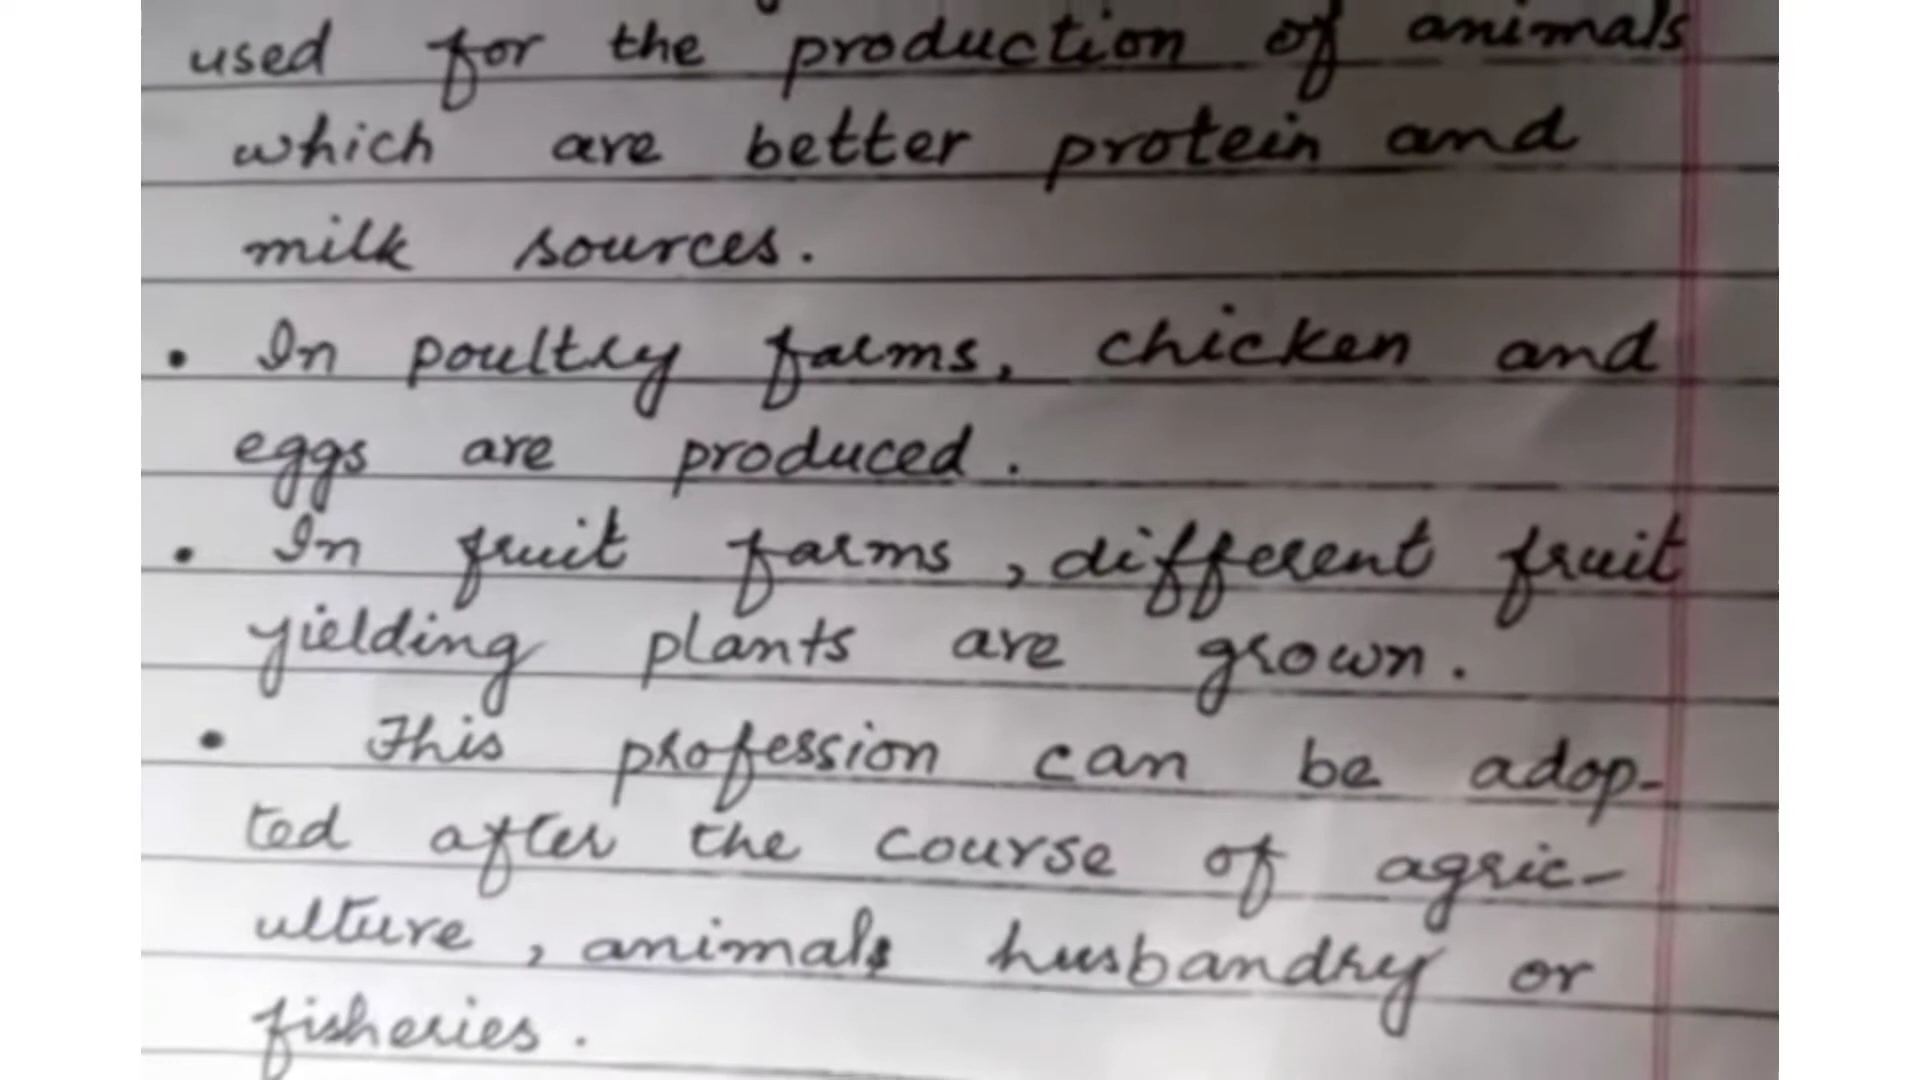 used for the production of animals
which are better protein and
milk sources.
• In poultry farms, chicken and
eggs are produced.
• In fruit farms, different fruit
yielding plants are grown.
• This profession can be adop-
ted after the course of agric-
ulture, animals husbandry or
fisheries.